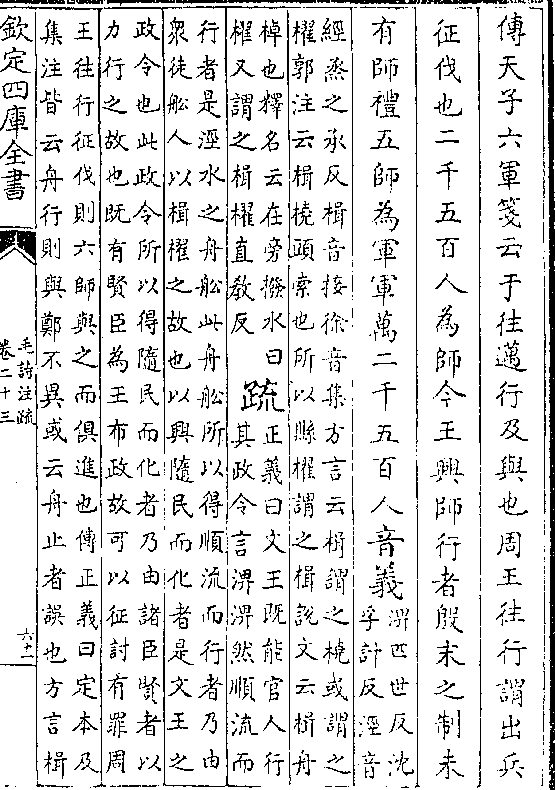 傳天子六軍箋云于往邁行及與也周王往行謂出兵
征伐也二千五百人為師今王興師行者殷末之制未
有師禮五師為軍軍萬二千五百人音義淠匹世反沈
孚計反涇音
經烝之承反楫音接徐音集方言云楫謂之橈或謂之
櫂郭注云楫橈頭索也所以縣櫂謂之楫說文云楫舟
棹也釋名云在旁撥水曰
櫂又謂之楫櫂直教反
疏正義曰文王既能官人行
其政令言淠淠然順流而
行者是涇水之舟舩此舟舩所以得順流而行者乃由
衆徒舩人以楫櫂之故也以興隨民而化者是文王之
政令也此政令所以得隨民而化者乃由諸臣賢者以
力行之故也既有賢臣為王布政故可以征討有罪周
王往行征伐則六師與之而俱進也傳正義曰定本及
集注皆云舟行則與鄭不異或云舟止者誤也方言楫
欽定四庫全書
毛詩注疏
卷二十三
六十一